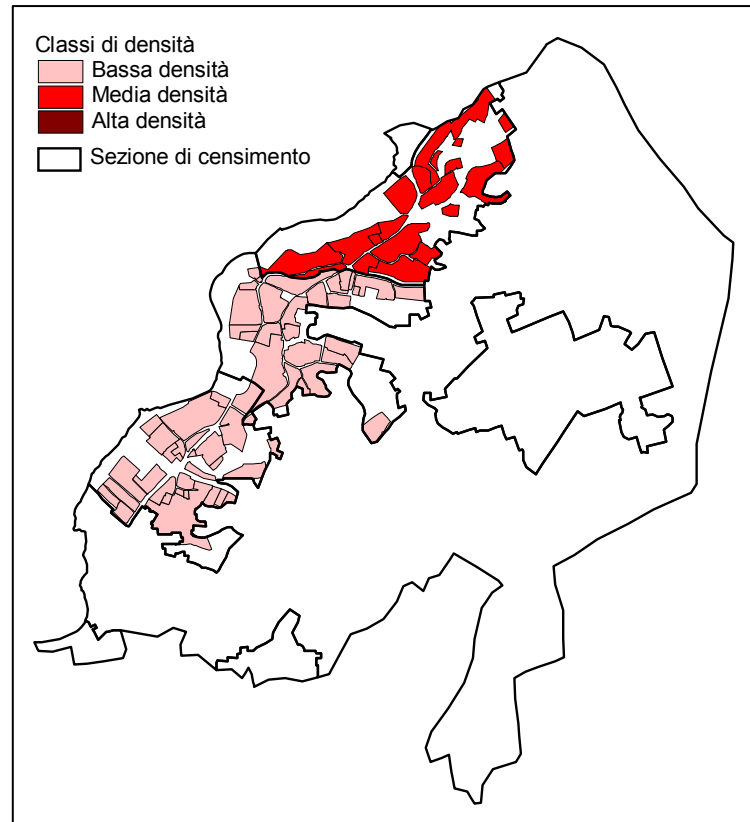 Classi di densità
Bassa densità
Media densità
Alta densità
Sezione di censimento